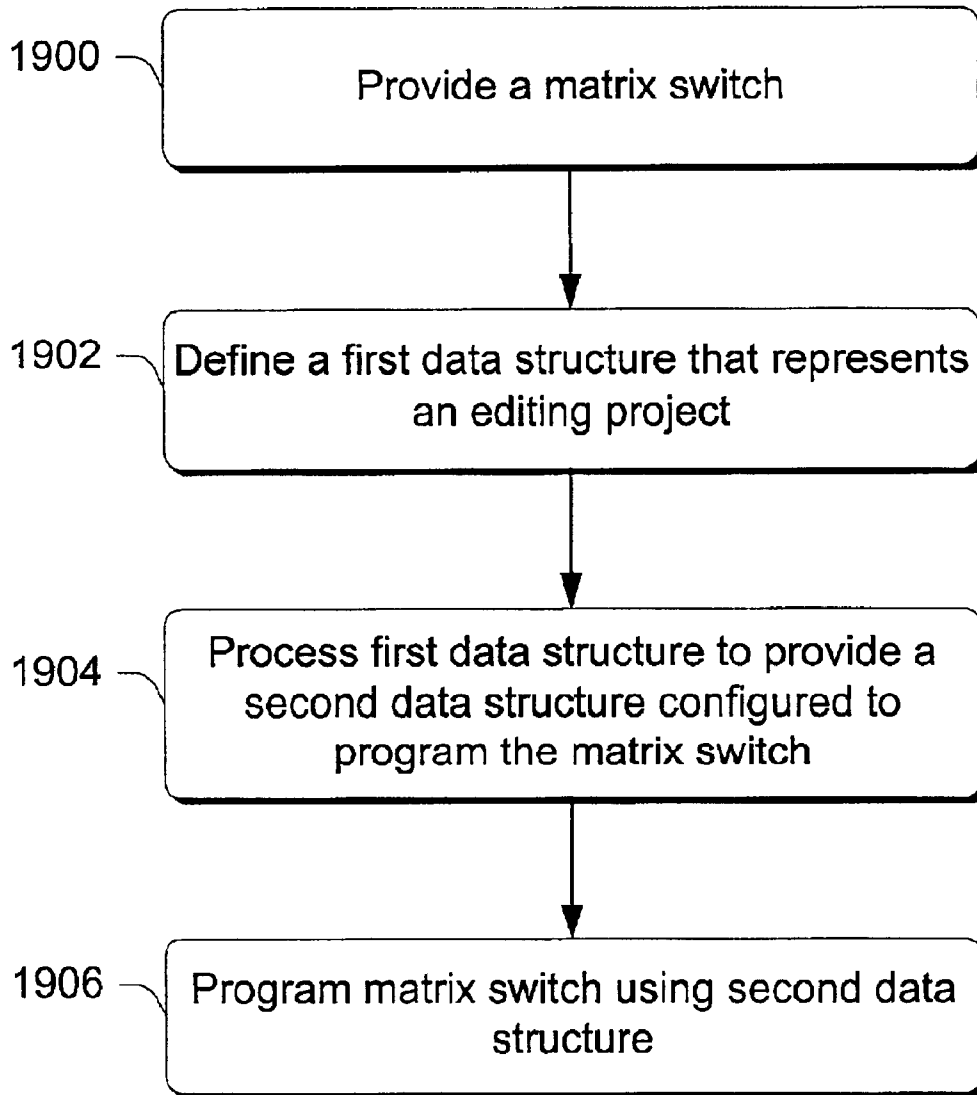 1900
Provide a matrix switch
1902
Define a first data structure that represents
an editing project
1904
Process first data structure to provide a
second data structure configured to
program the matrix switch
1906
Program matrix switch using second data
structure